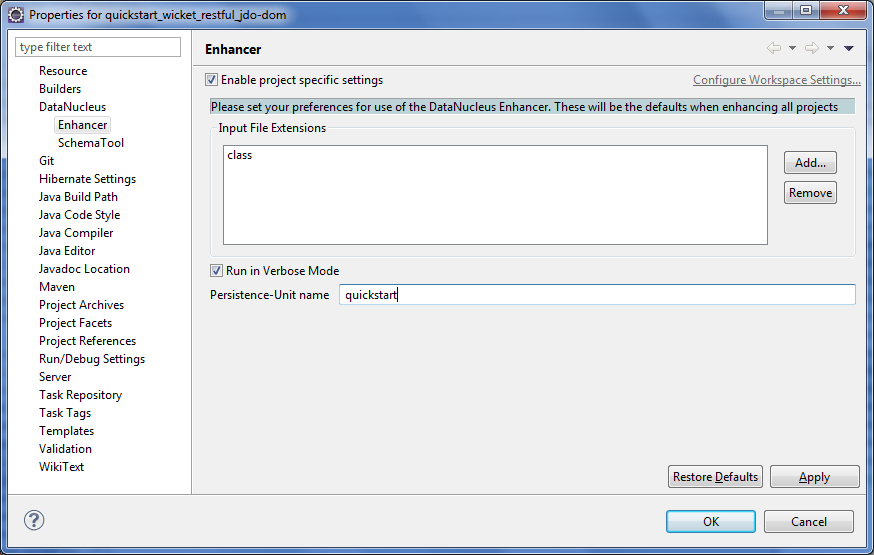 Properties for quickstart_wicket_restful_jdo-dom
type filter text
Resource
Builders
DataNucleus
Enhancer
SchemaTool
Git
Hibernate Settings
Java Build Path
Java Code Style
Java Compiler
Java Editor
Javadoc Location
Maven
Project Archives
Project Facets
Project References
Run/Debug Settings
Server
Task Repository
Task Tags
Templates
Validation
WikiText
Enhancer
Enable project specific settings
Configure Workspace Settings...
Please set your preferences for use of the DataNucleus Enhancer. These will be the defaults when enhancing all projects
Input File Extensions
class
Add...
Remove
Run in Verbose Mode
Persistence-Unit name
quickstart
Restore Defaults
Apply
?
OK
Cancel